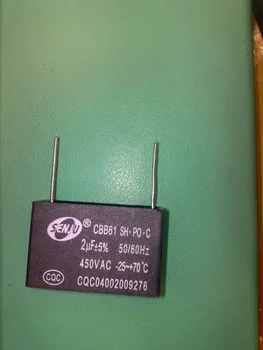 SENJU® CBB61 SH·PO·C
2μF±5% 50/60Hz
450VAC -25~+70℃
CQC CQC04002009276